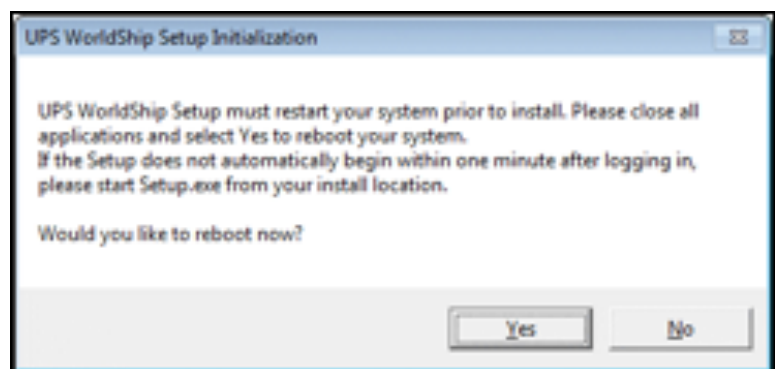 UPS WorldShip Setup Initialization
UPS WorldShip Setup must restart your system prior to install. Please close all
applications and select Yes to reboot your system.
If the Setup does not automatically begin within one minute after logging in,
please start Setup.exe from your install location.
Would you like to reboot now?
Yes
No